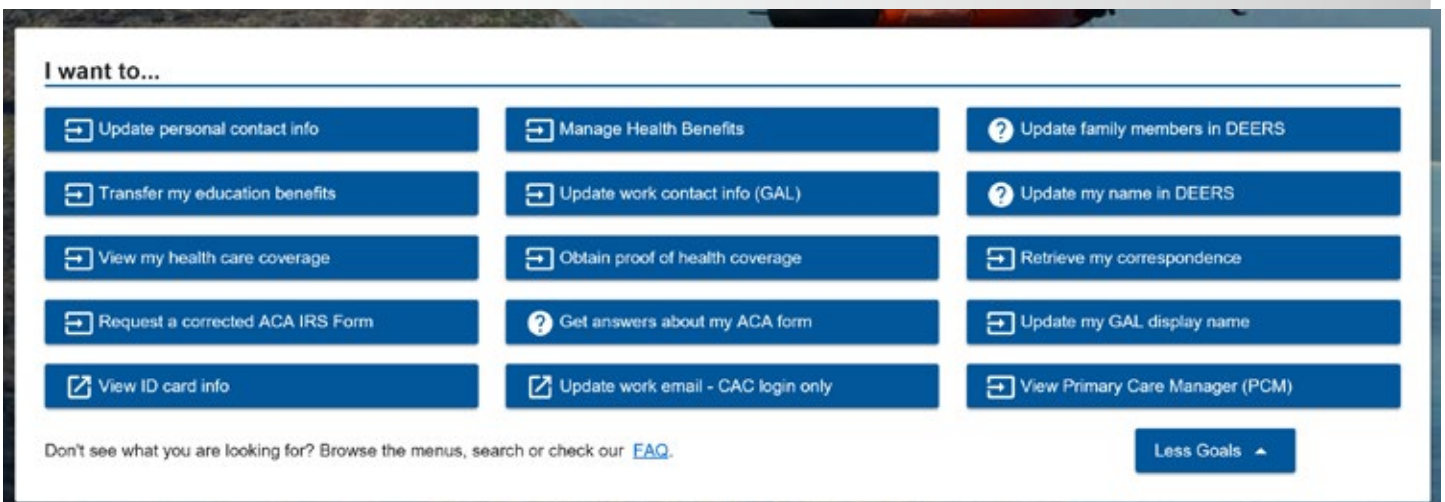 I want to...
Update personal contact info
Manage Health Benefits
Update family members in DEERS
Transfer my education benefits
Update work contact info (GAL)
Update my name in DEERS
View my health care coverage
Obtain proof of health coverage
Retrieve my correspondence
Request a corrected ACA IRS Form
Get answers about my ACA form
Update my GAL display name
View ID card info
Update work email - CAC login only
View Primary Care Manager (PCM)
Don't see what you are looking for? Browse the menus, search or check our FAQ.
Less Goals